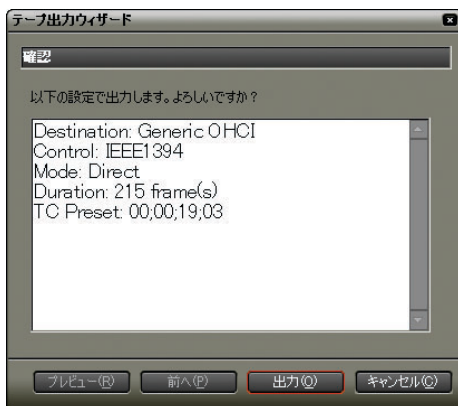 テープ出力ウィザード
確認
以下の設定で出力します。よろしいですか?
Destination: Generic OHCI
Control: IEEE1394
Mode: Direct
Duration: 215 frame(s)
TC Preset: 00;00;19;03
プレビュー(R) 前へ(P) 出力(O) キャンセル(C)